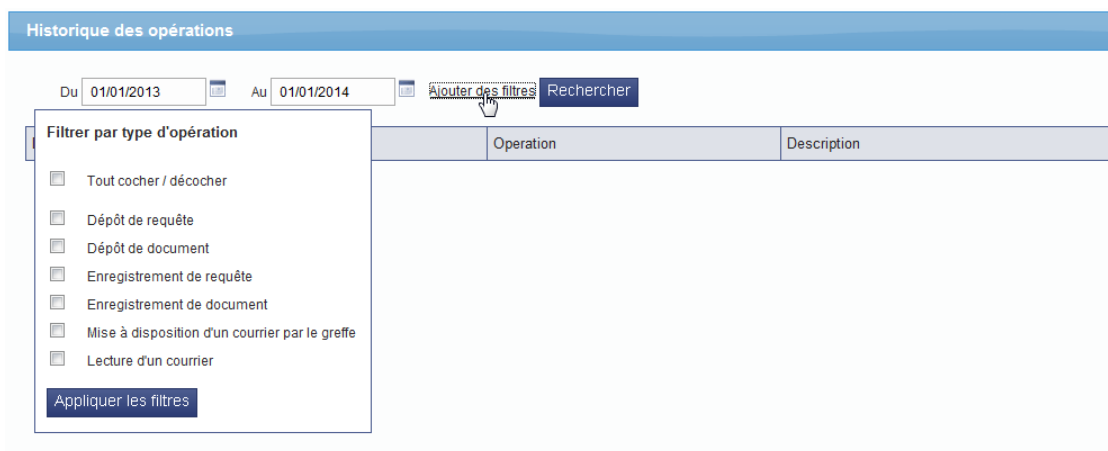 Historique des opérations
Du 01/01/2013 Au 01/01/2014 Ajouter des filtres Rechercher
Operation Description
Filtrer par type d'opération
Tout cocher / décocher
Dépôt de requête
Dépôt de document
Enregistrement de requête
Enregistrement de document
Mise à disposition d'un courrier par le greffe
Lecture d'un courrier
Appliquer les filtres